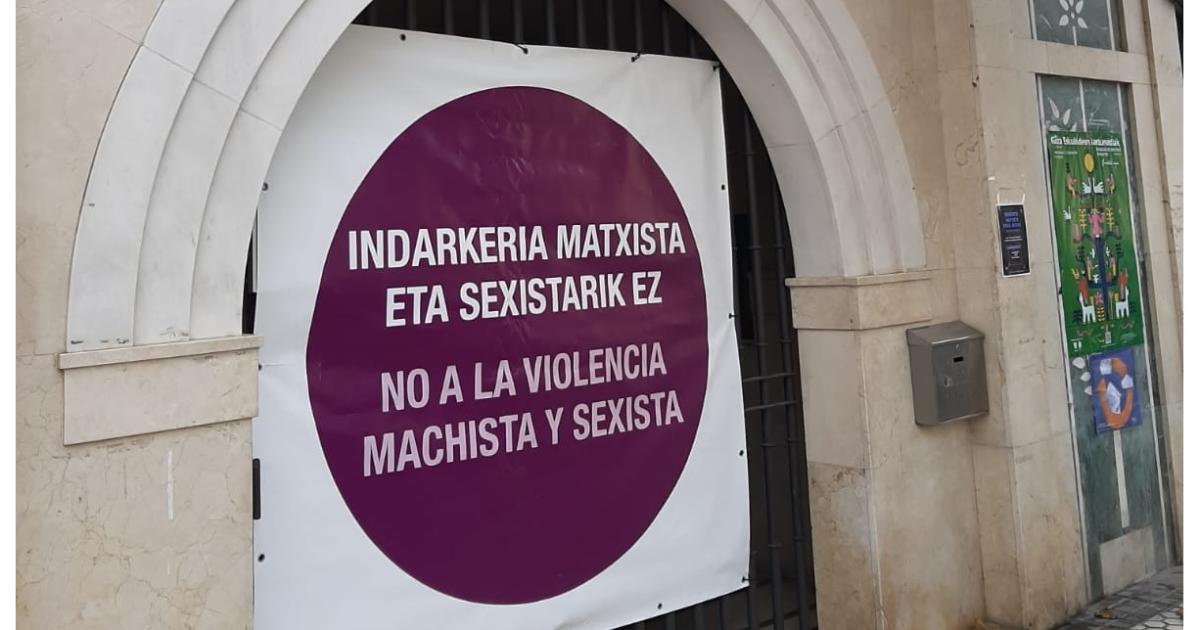 INDARKERIA MATXISTA
ETA SEXISTARIK EZ
NO A LA VIOLENCIA
MACHISTA Y SEXISTA